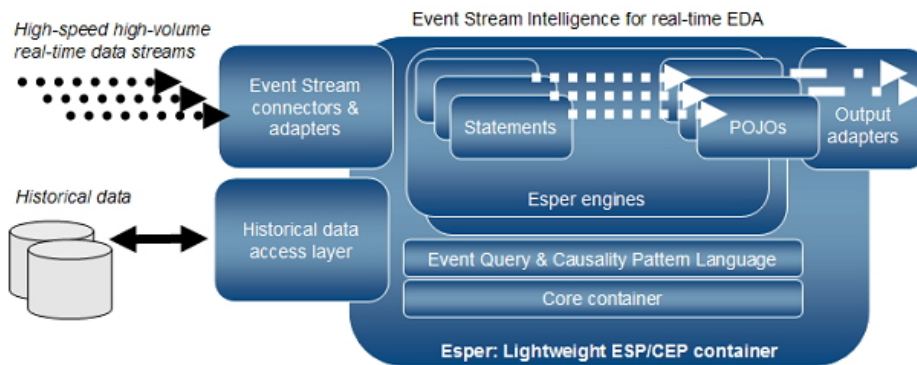 Event Stream Intelligence for real-time EDA
High-speed high-volume
real-time data streams
Event Stream
connectors &
adapters
Statements
POJOs
Output
adapters
Esper engines
Historical data
Historical data
access layer
Event Query & Causality Pattern Language
Core container
Esper: Lightweight ESP/CEP container